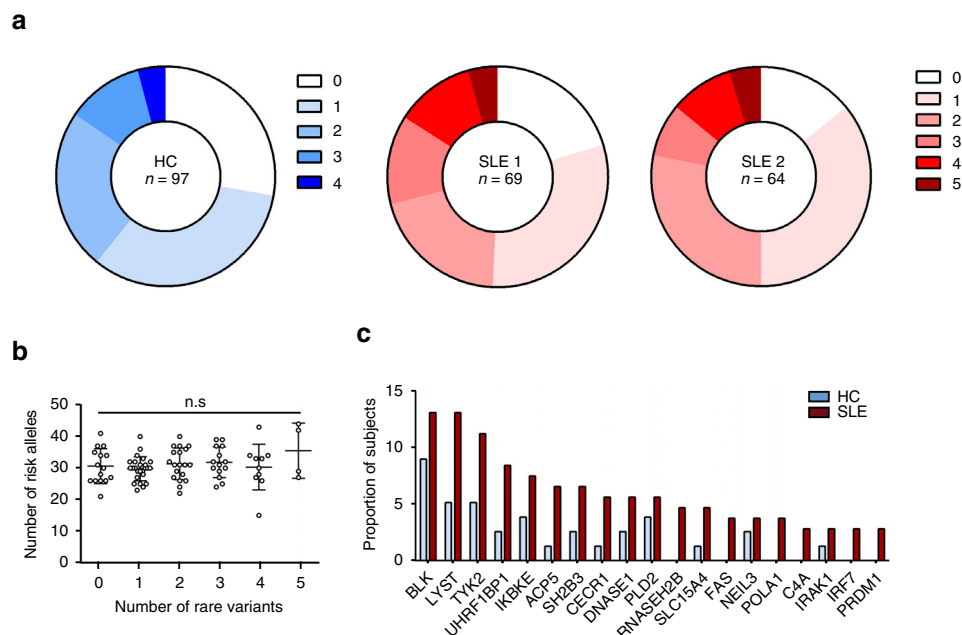 a
HC
n = 97
0
1
2
3
4
SLE 1
n = 69
SLE 2
n = 64
0
1
2
3
4
5
b
n.s
Number of risk alleles
50
40
30
20
10
0
0 1 2 3 4 5
Number of rare variants
c
Proportion of subjects
15
10
5
0
HC
SLE
BLK
LYST
TYK2
UHRF1BP1
IKBKE
ACP5
SH2B3
CECR1
DNASE1
PLD2
RNASEH2B
SLC15A4
FAS
NEIL3
POLA1
C4A
IRAK1
IRF7
PRDM1